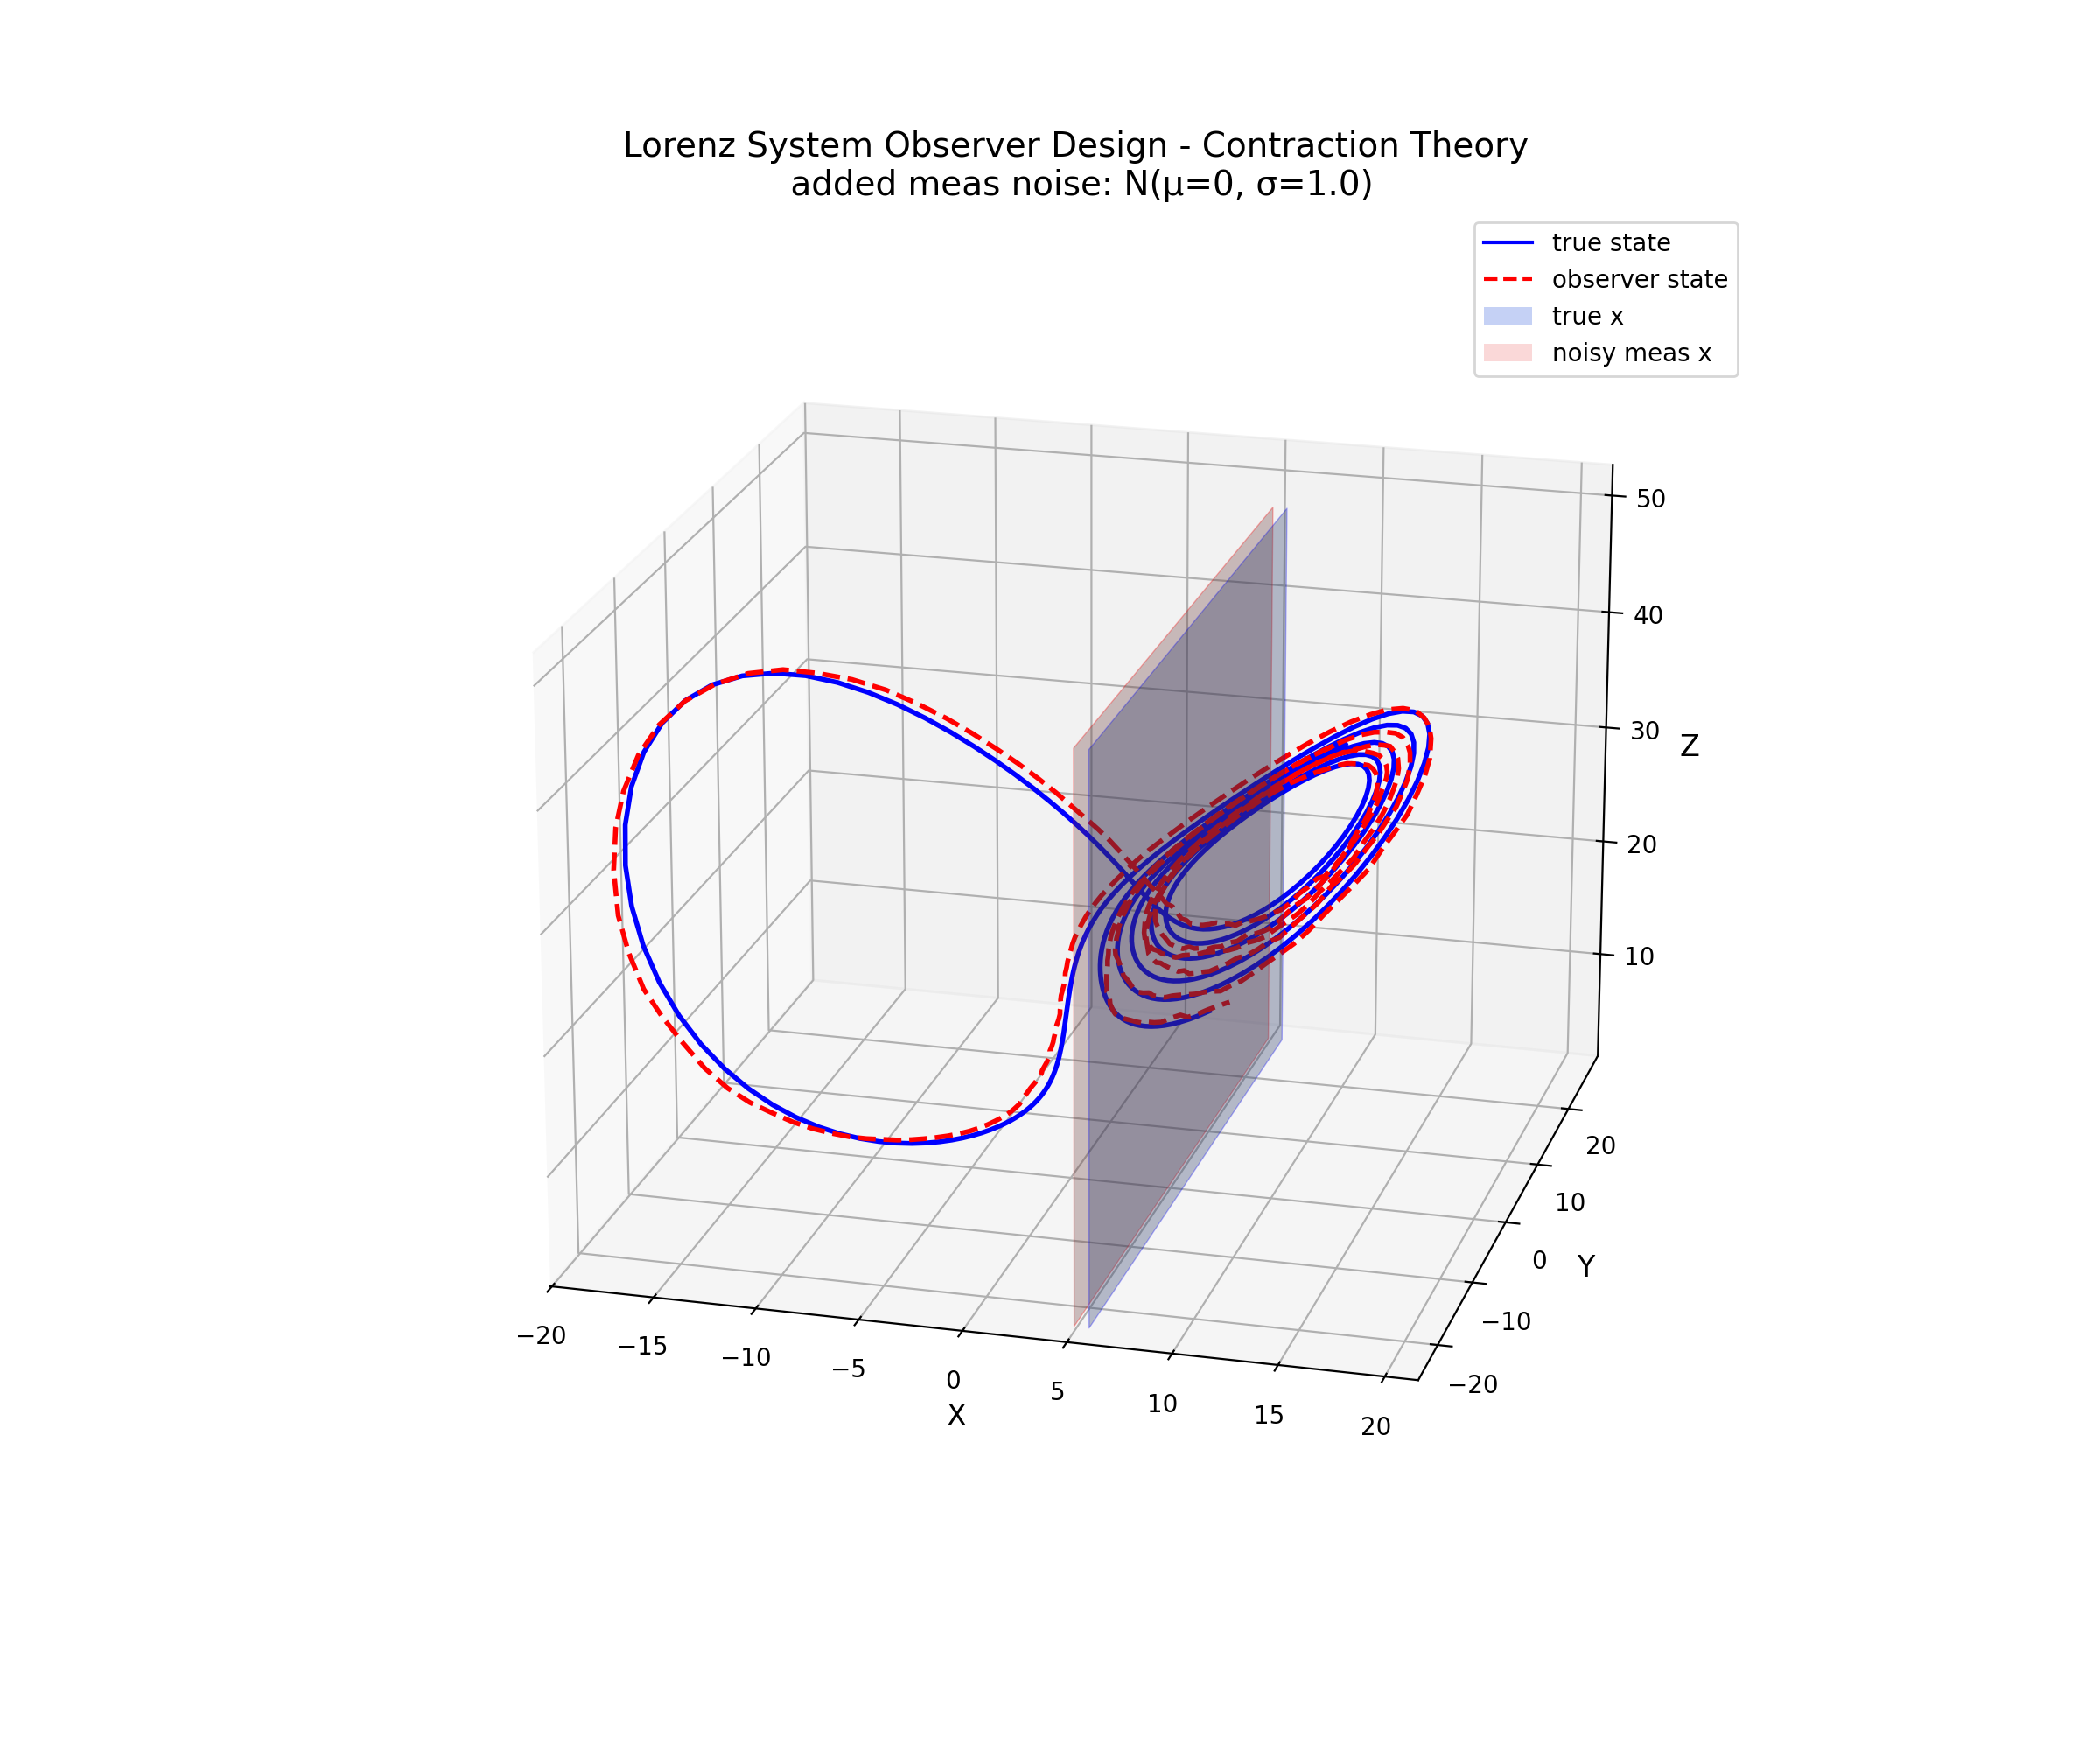 Lorenz System Observer Design - Contraction Theory
added meas noise: N(μ=0, σ=1.0)
true state
observer state
true x
noisy meas x
50
40
30
Z
20
10
20
10
0
Y
−10
−20
−20
−15
−10
−5
0
5
10
15
20
X